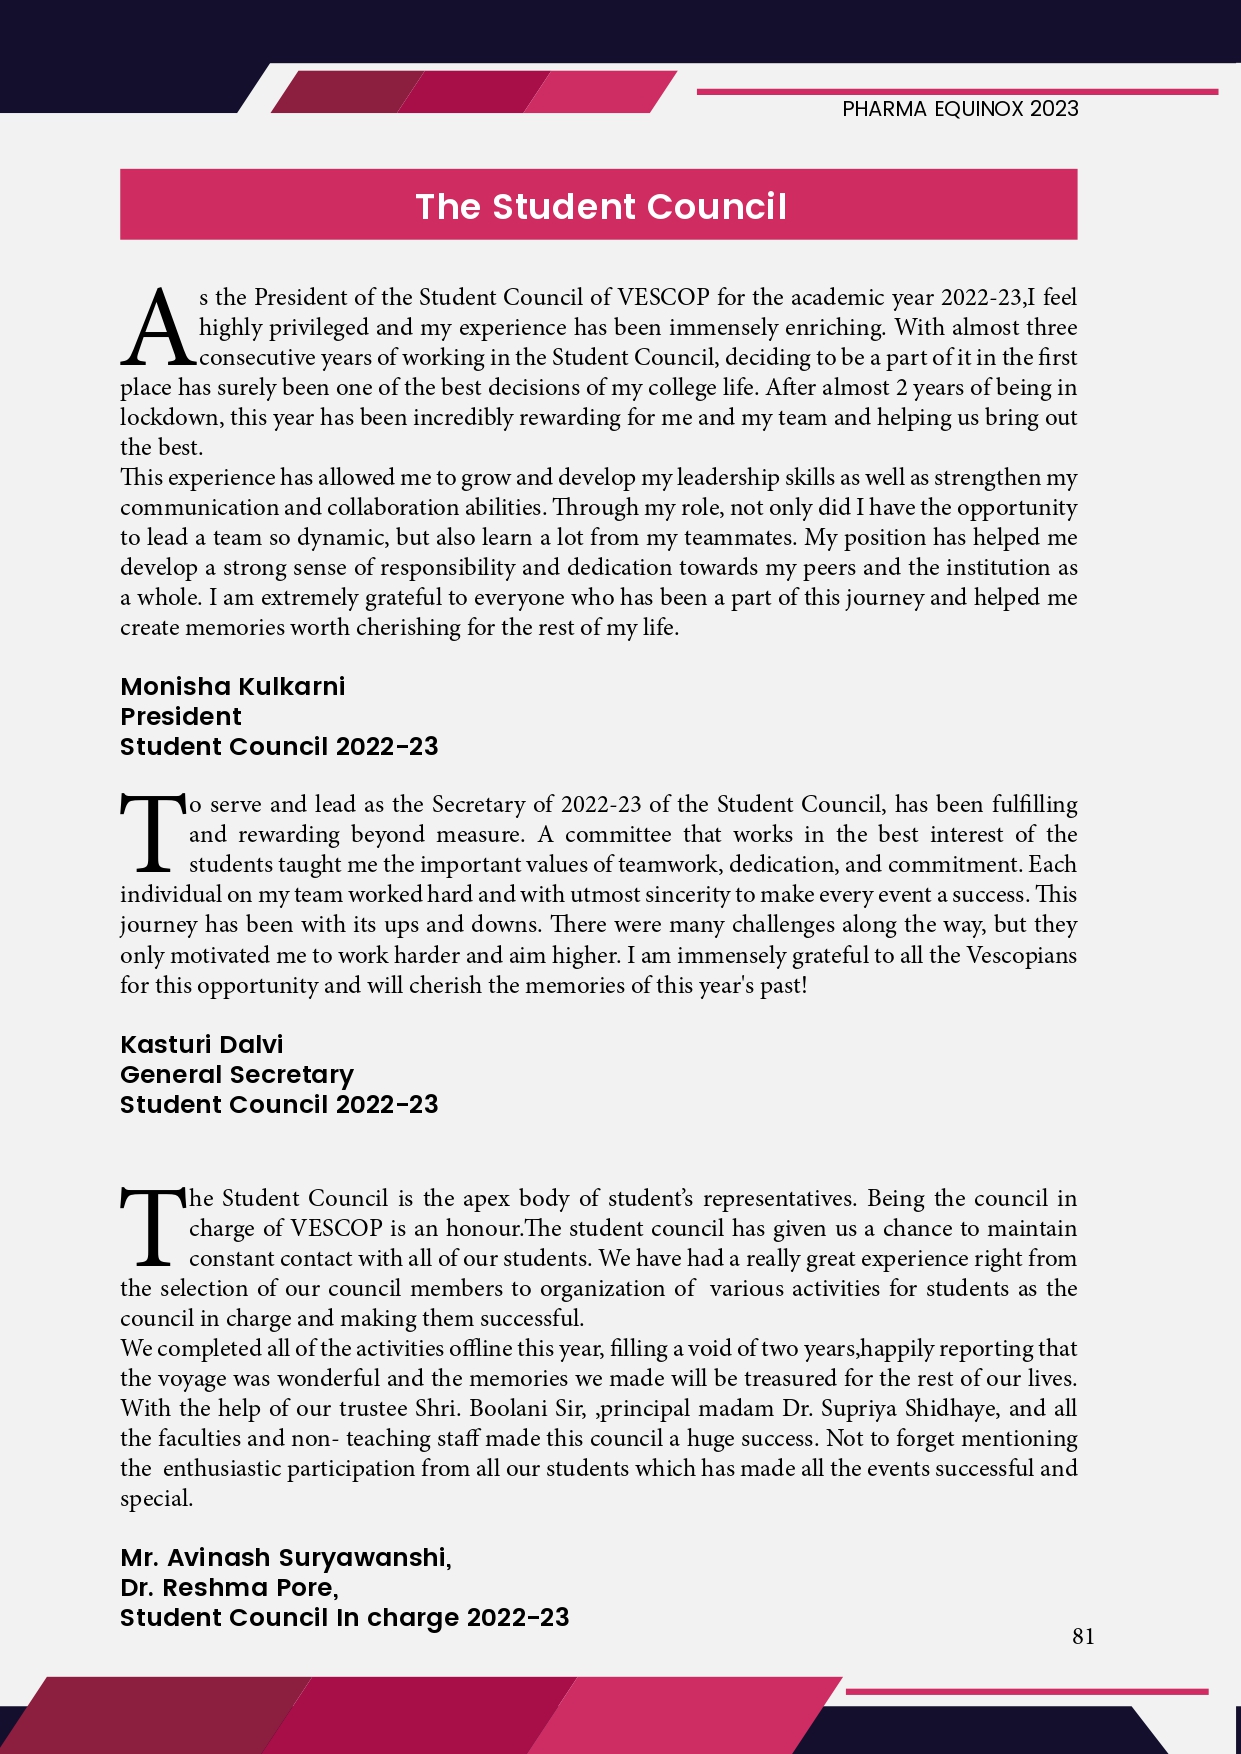 PHARMA EQUINOX 2023
The Student Council
As the President of the Student Council of VESCOP for the academic year 2022-23,I feel
highly privileged and my experience has been immensely enriching. With almost three
consecutive years of working in the Student Council, deciding to be a part of it in the first
place has surely been one of the best decisions of my college life. After almost 2 years of being in
lockdown, this year has been incredibly rewarding for me and my team and helping us bring out
the best.
This experience has allowed me to grow and develop my leadership skills as well as strengthen my
communication and collaboration abilities. Through my role, not only did I have the opportunity
to lead a team so dynamic, but also learn a lot from my teammates. My position has helped me
develop a strong sense of responsibility and dedication towards my peers and the institution as
a whole. I am extremely grateful to everyone who has been a part of this journey and helped me
create memories worth cherishing for the rest of my life.
Monisha Kulkarni
President
Student Council 2022-23
To serve and lead as the Secretary of 2022-23 of the Student Council, has been fulfilling
and rewarding beyond measure. A committee that works in the best interest of the
students taught me the important values of teamwork, dedication, and commitment. Each
individual on my team worked hard and with utmost sincerity to make every event a success. This
journey has been with its ups and downs. There were many challenges along the way, but they
only motivated me to work harder and aim higher. I am immensely grateful to all the Vescopians
for this opportunity and will cherish the memories of this year's past!
Kasturi Dalvi
General Secretary
Student Council 2022-23
The Student Council is the apex body of student’s representatives. Being the council in
charge of VESCOP is an honour.The student council has given us a chance to maintain
constant contact with all of our students. We have had a really great experience right from
the selection of our council members to organization of  various activities for students as the
council in charge and making them successful.
We completed all of the activities offline this year, filling a void of two years,happily reporting that
the voyage was wonderful and the memories we made will be treasured for the rest of our lives.
With the help of our trustee Shri. Boolani Sir, ,principal madam Dr. Supriya Shidhaye, and all
the faculties and non- teaching staff made this council a huge success. Not to forget mentioning
the  enthusiastic participation from all our students which has made all the events successful and
special.
Mr. Avinash Suryawanshi,
Dr. Reshma Pore,
Student Council In charge 2022-23
81